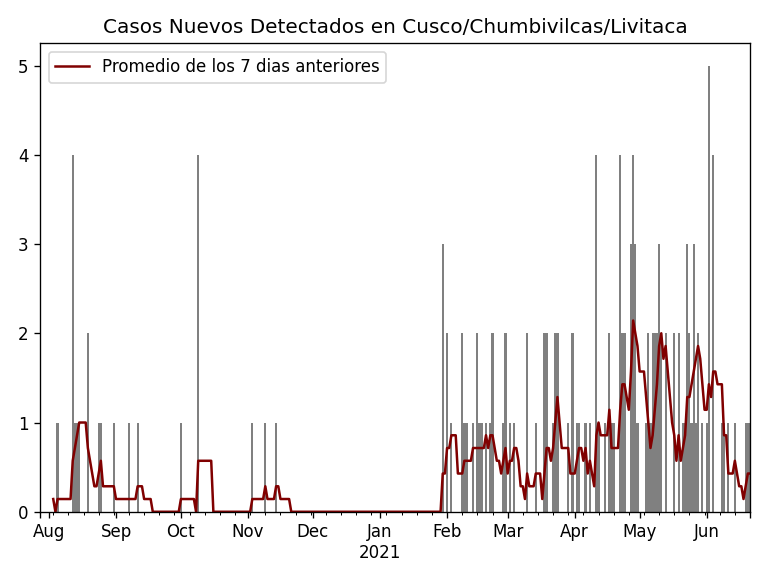 Casos Nuevos Detectados en Cusco/Chumbivilcas/Livitaca
Promedio de los 7 dias anteriores
5
4
3
2
1
0
Aug Sep Oct Nov Dec Jan Feb Mar Apr May Jun
2021